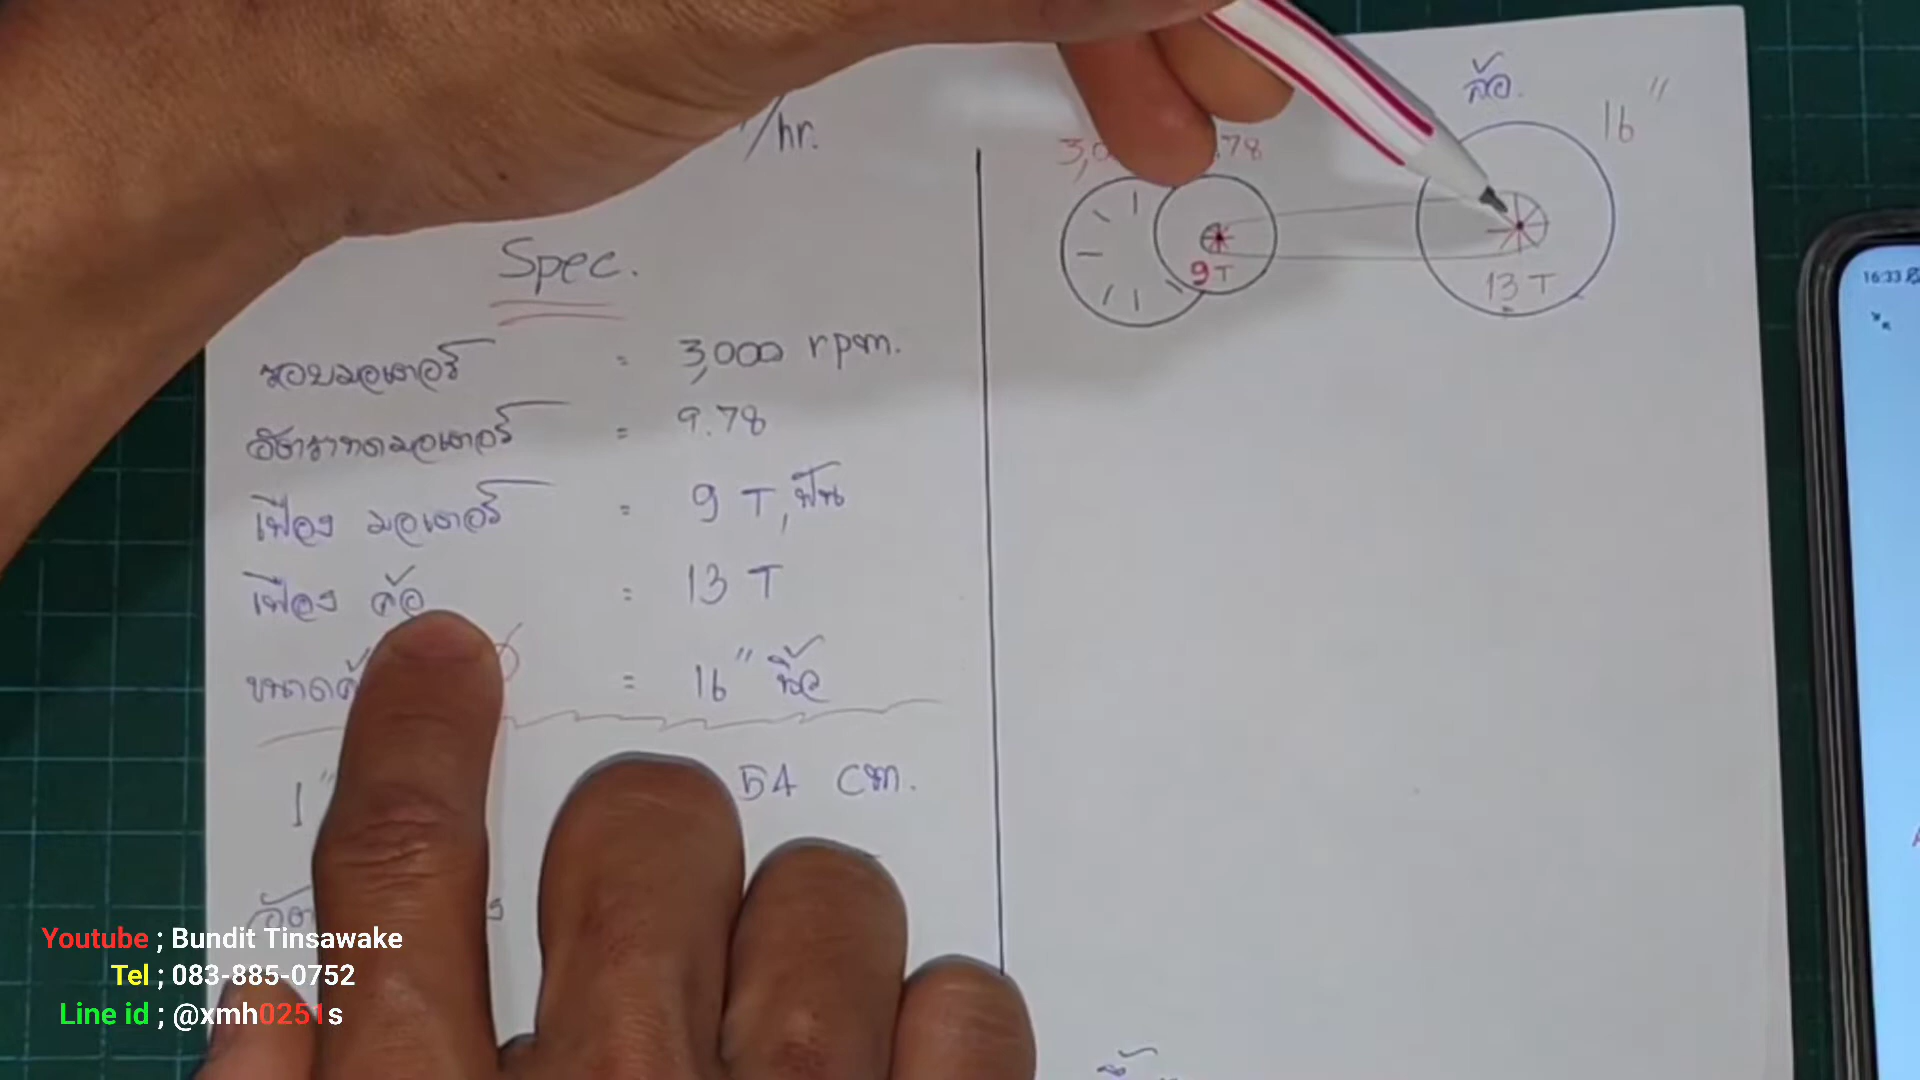 /hr.
Spec.
รอบมอเตอร์ = 3,000 rpm.
อัตราทดมอเตอร์ = 9.78
เฟือง มอเตอร์ = 9 T, ฟัน
เฟือง ล้อ = 13 T
ขนาดล้ = 16" นิ้ว
1" 54 cm.
ล้อ.
16"
3,0 .78
9T
13 T
16:33
Youtube ; Bundit Tinsawake
Tel ; 083-885-0752
Line id ; @xmh0251s